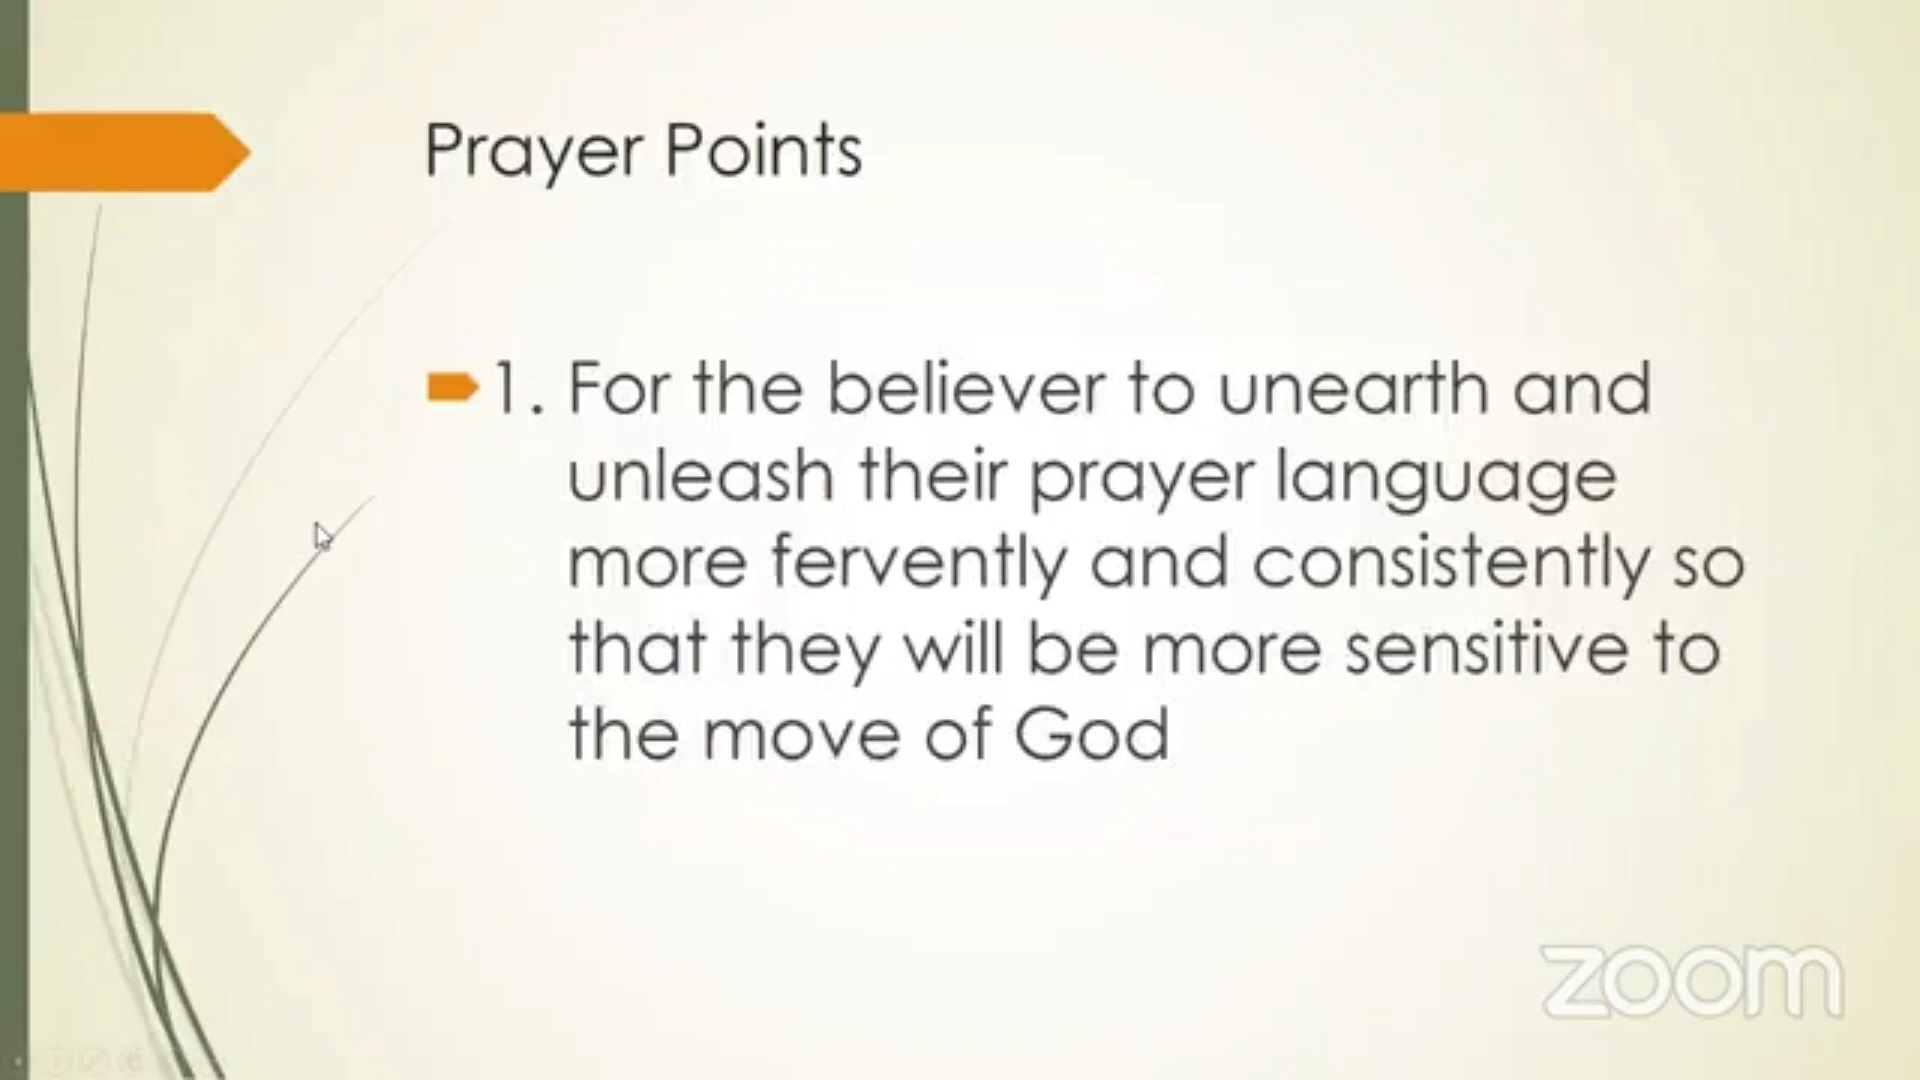 Prayer Points
1. For the believer to unearth and
unleash their prayer language
more fervently and consistently so
that they will be more sensitive to
the move of God
zoom